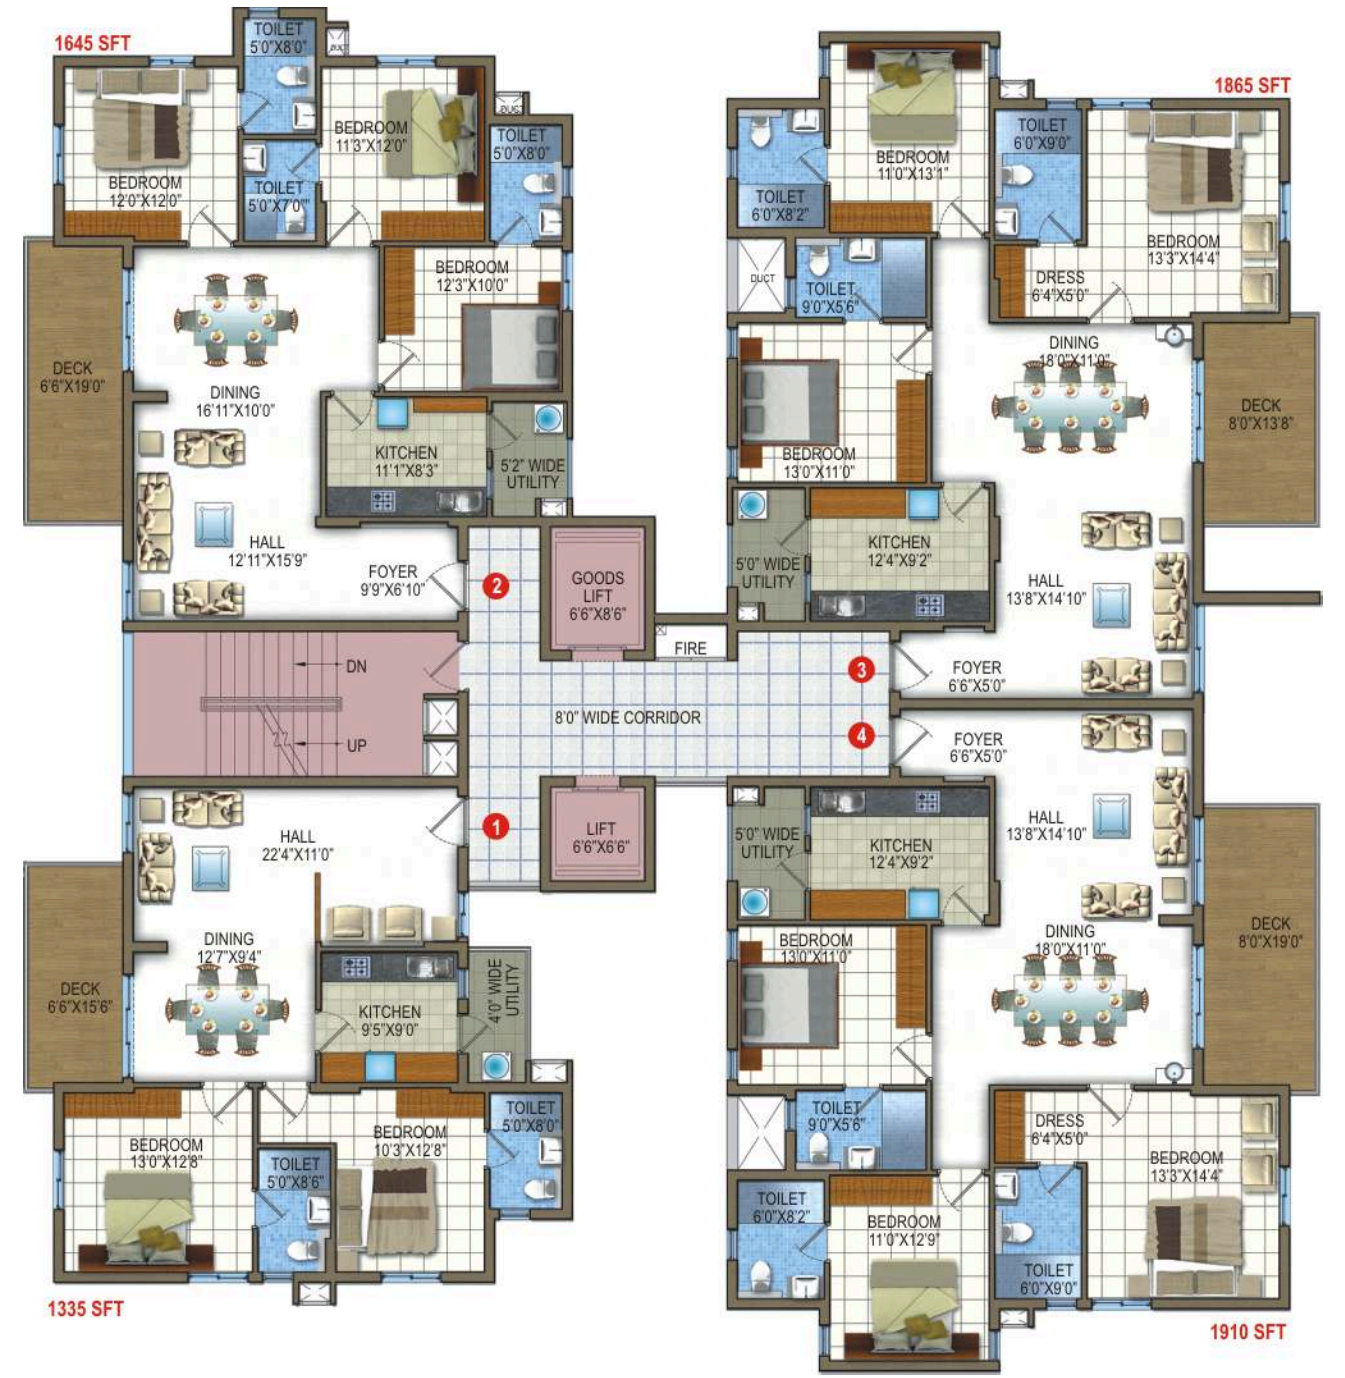 1645 SFT
TOILET
5'0"X8'0"
DUCT
BEDROOM
12'0"X12'0"
BEDROOM
11'3"X12'0"
TOILET
5'0"X7'0"
DUCT
TOILET
5'0"X8'0"
BEDROOM
12'3"X10'0"
DECK
6'6"X19'0"
DINING
16'11"X10'0"
KITCHEN
11'1"X8'3"
5'2" WIDE
UTILITY
HALL
12'11"X15'9"
FOYER
9'9"X6'10"
2
GOODS
LIFT
6'6"X8'6"
FIRE
DN
UP
8'0" WIDE CORRIDOR
3
4
1
LIFT
6'6"X6'6"
1865 SFT
BEDROOM
11'0"X13'1"
TOILET
6'0"X8'2"
TOILET
6'0"X9'0"
BEDROOM
13'3"X14'4"
DRESS
6'4"X5'0"
DUCT
TOILET
9'0"X5'6"
DINING
18'0"X11'0"
DECK
8'0"X13'8"
BEDROOM
13'0"X11'0"
KITCHEN
12'4"X9'2"
5'0" WIDE
UTILITY
HALL
13'8"X14'10"
FOYER
6'6"X5'0"
FOYER
6'6"X5'0"
HALL
13'8"X14'10"
5'0" WIDE
UTILITY
KITCHEN
12'4"X9'2"
BEDROOM
13'0"X11'0"
DINING
18'0"X11'0"
DECK
8'0"X19'0"
TOILET
9'0"X5'6"
DRESS
6'4"X5'0"
BEDROOM
13'3"X14'4"
TOILET
6'0"X8'2"
BEDROOM
11'0"X12'9"
TOILET
6'0"X9'0"
1910 SFT
HALL
22'4"X11'0"
DINING
12'7"X9'4"
DECK
6'6"X15'6"
KITCHEN
9'5"X9'0"
4'0" WIDE
UTILITY
BEDROOM
13'0"X12'8"
TOILET
5'0"X8'6"
BEDROOM
10'3"X12'8"
TOILET
5'0"X8'0"
1335 SFT